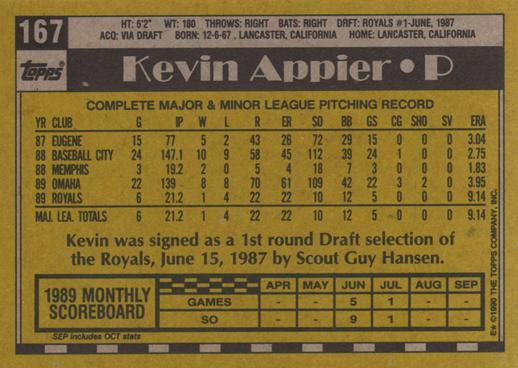 167
HT: 6'2" WT: 180 THROWS: RIGHT BATS: RIGHT DRFT: ROYALS #1-JUNE, 1987
ACQ: VIA DRAFT BORN: 12-6-67, LANCASTER, CALIFORNIA HOME: LANCASTER, CALIFORNIA
topps®
Kevin Appier • P
COMPLETE MAJOR & MINOR LEAGUE PITCHING RECORD
YR CLUB G IP W L R ER SO BB GS CG SHO SV ERA
87 EUGENE 15 77 5 2 43 26 72 29 15 0 0 0 3.04
88 BASEBALL CITY 24 147.1 10 9 58 45 112 39 24 1 0 0 2.75
88 MEMPHIS 3 19.2 2 0 5 4 18 7 3 0 0 0 1.83
89 OMAHA 22 139 8 8 70 61 109 42 22 3 2 0 3.95
89 ROYALS 6 21.1 1 4 22 22 10 12 5 0 0 0 9.14
MAJ. LEA. TOTALS 6 21.2 1 4 22 22 10 12 5 0 0 0 9.14
Kevin was signed as a 1st round Draft selection of
the Royals, June 15, 1987 by Scout Guy Hansen.
1989 MONTHLY
SCOREBOARD
APR MAY JUN JUL AUG SEP
GAMES - - 5 1 - -
SO - - 9 1 - -
SEP includes OCT stats
E* © 1990 THE TOPPS COMPANY, INC.